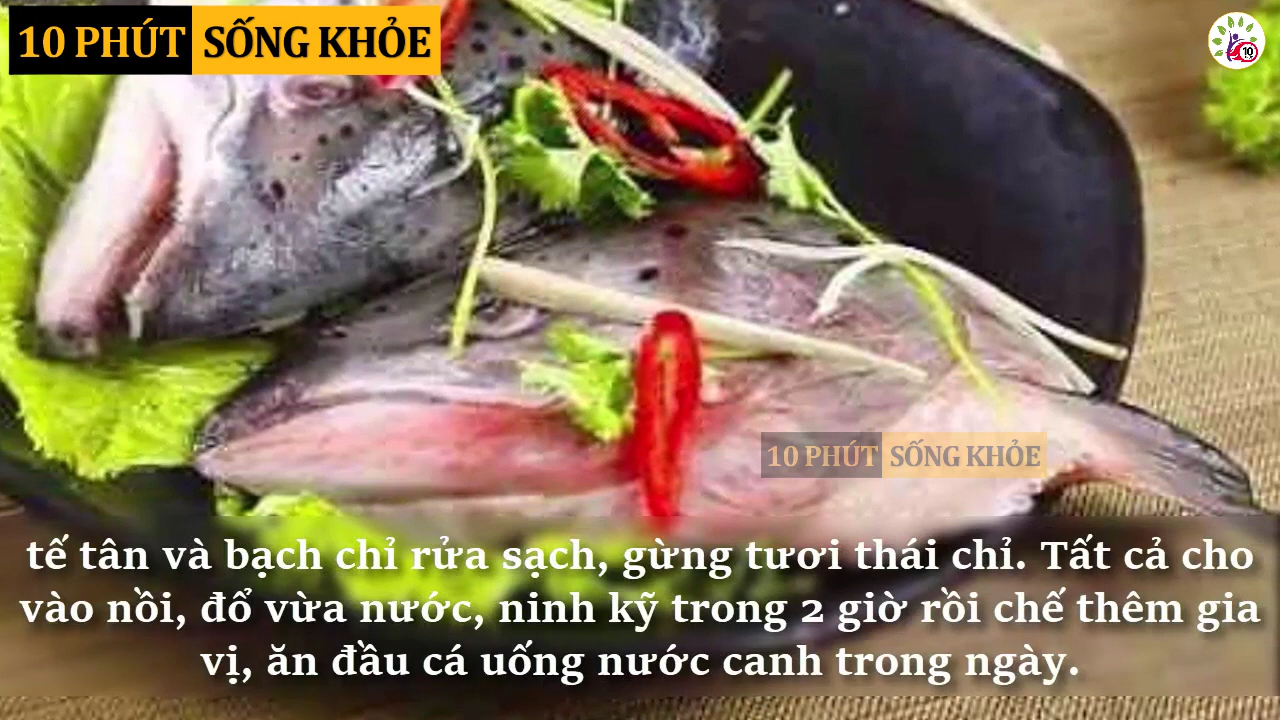 10 PHÚT SỐNG KHỎE
10
10 PHÚT SỐNG KHỎE
tế tân và bạch chỉ rửa sạch, gừng tươi thái chỉ. Tất cả cho
vào nồi, đổ vừa nước, ninh kỹ trong 2 giờ rồi chế thêm gia
vị, ăn đầu cá uống nước canh trong ngày.